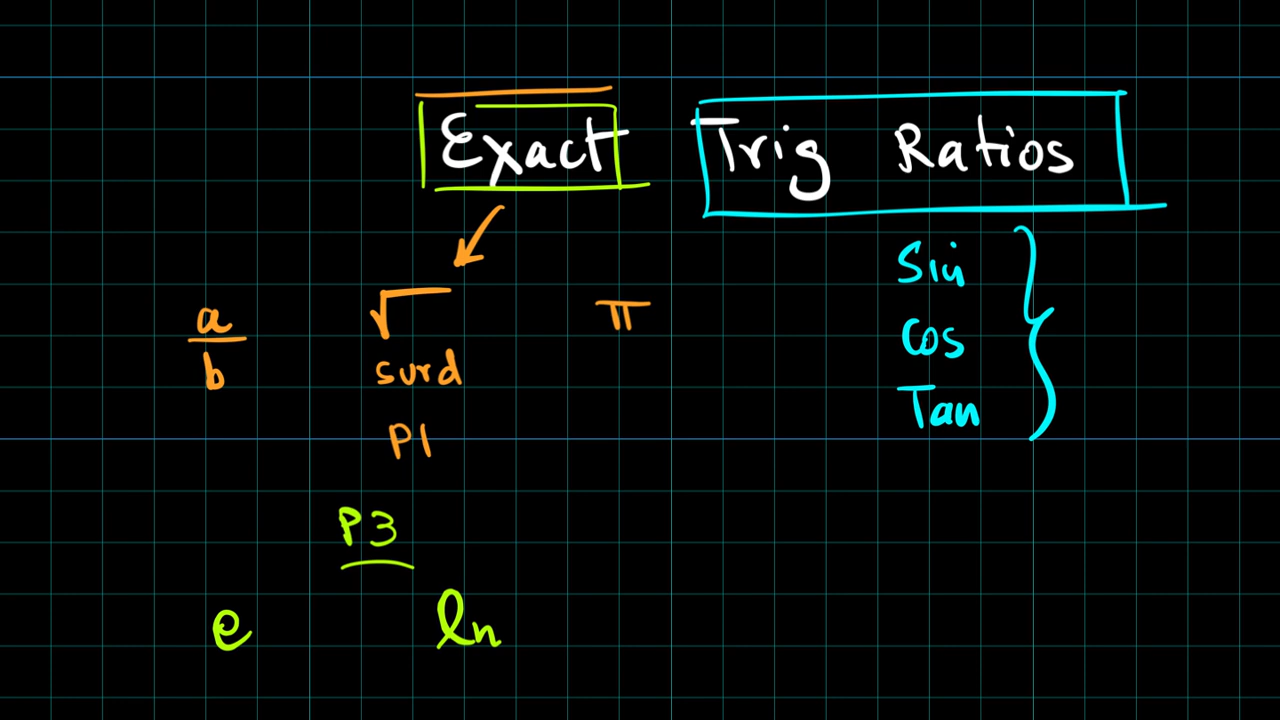 Exact Trig Ratios
Sin
Cos
Tan
a/b √ π
surd
P1
P3
e ln